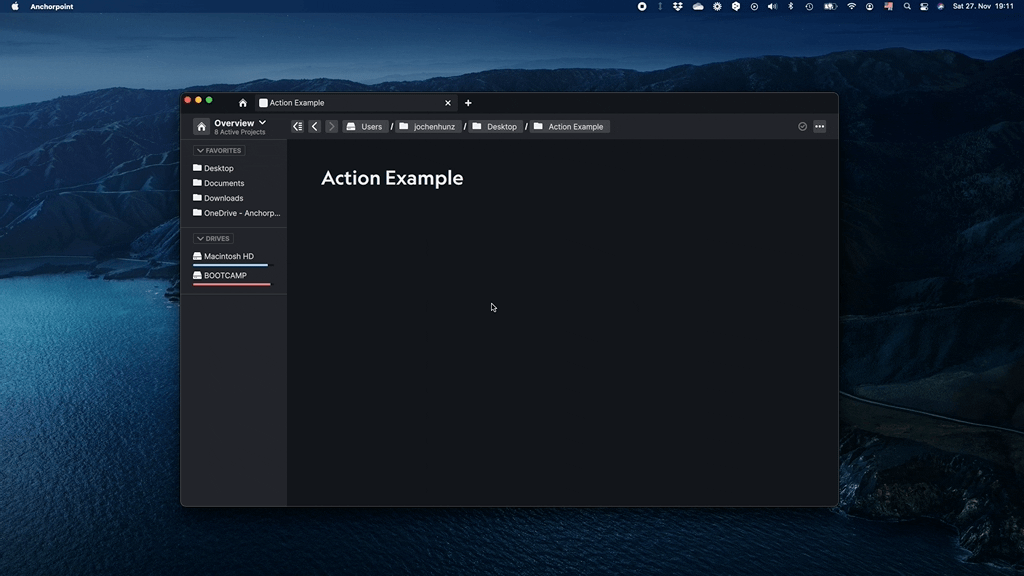 Anchorpoint
Sat 27. Nov 19:11
Action Example
Overview
8 Active Projects
Users / jochenhunz / Desktop / Action Example
FAVORITES
Desktop
Documents
Downloads
OneDrive - Anchorp...
DRIVES
Macintosh HD
BOOTCAMP
Action Example